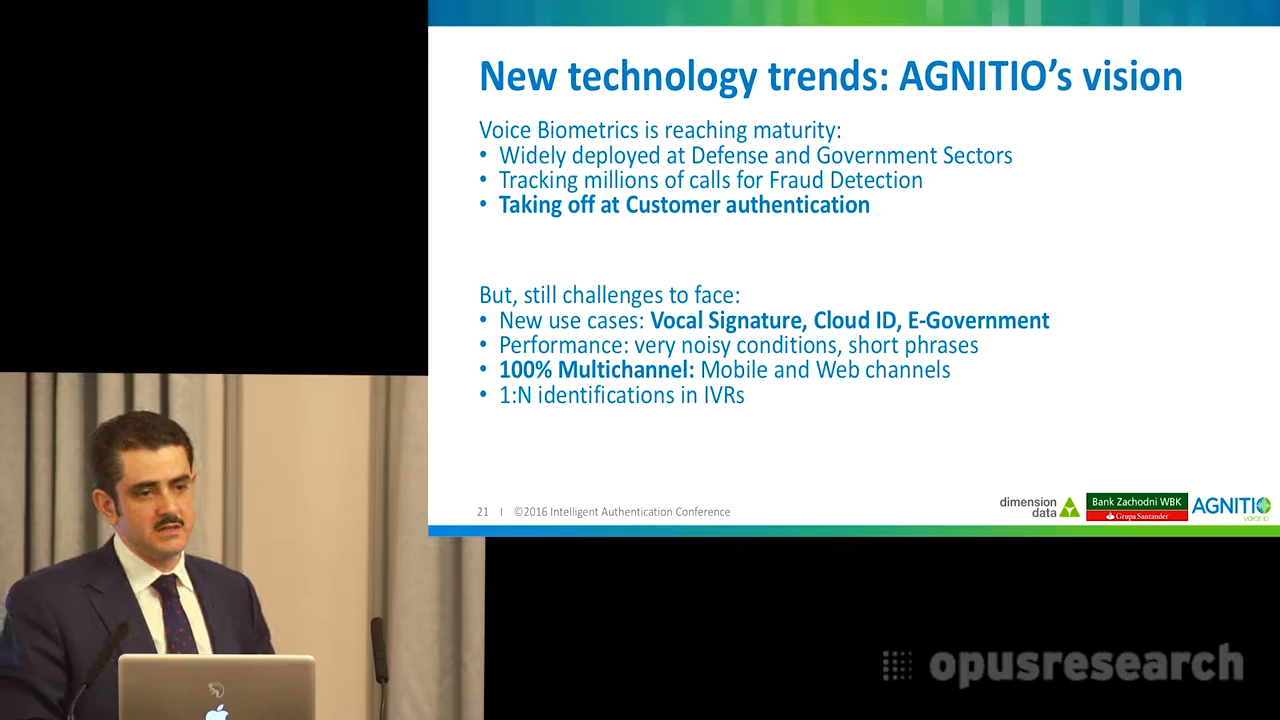 New technology trends: AGNITIO’s vision
Voice Biometrics is reaching maturity:
• Widely deployed at Defense and Government Sectors
• Tracking millions of calls for Fraud Detection
• Taking off at Customer authentication
But, still challenges to face:
• New use cases: Vocal Signature, Cloud ID, E-Government
• Performance: very noisy conditions, short phrases
• 100% Multichannel: Mobile and Web channels
• 1:N identifications in IVRs
21 | ©2016 Intelligent Authentication Conference
dimension
data
Bank Zachodni WBK
Grupa Santander
AGNITIO
VOICE ID
opusresearch